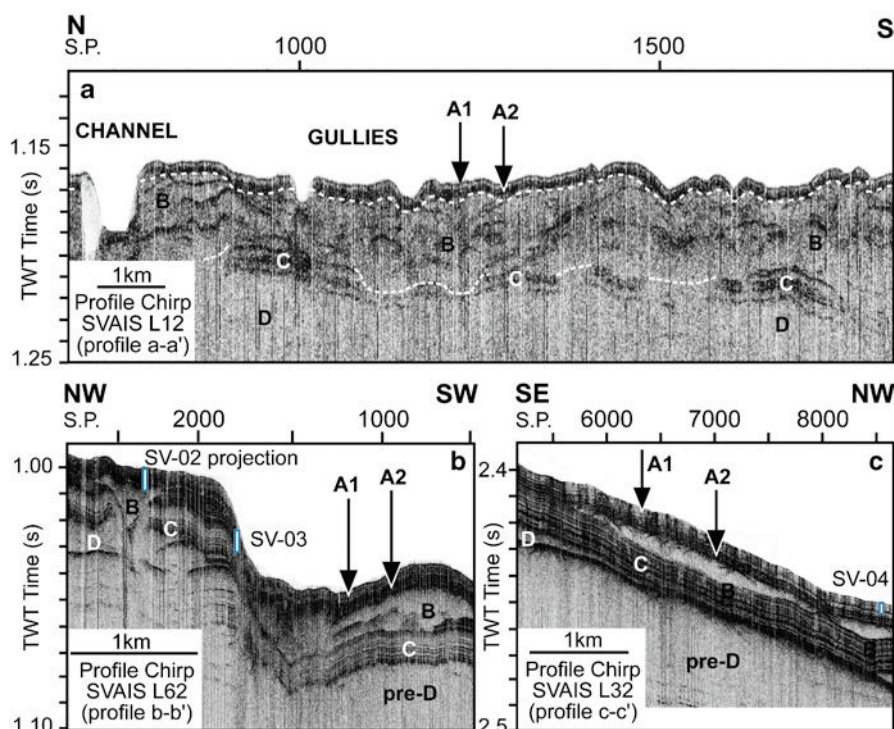 N S
S.P. 1000 1500
a
A1 A2
CHANNEL GULLIES
1.15
TWT Time (s)
B B B
C C C
D D
1km
Profile Chirp
SVAIS L12
(profile a-a')
1.25
NW SW
S.P. 2000 1000
SV-02 projection
b
1.00
A1 A2
B
C
D
SV-03
TWT Time (s)
B
C
1km
Profile Chirp
SVAIS L62
(profile b-b')
pre-D
1.10
SE NW
S.P. 6000 7000 8000
2.4
A1
c
A2
TWT Time (s)
D
C
B
SV-04
B
1km
Profile Chirp
SVAIS L32
(profile c-c')
pre-D
2.5